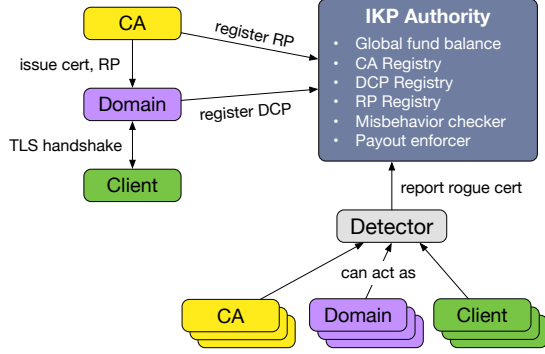 CA
register RP
issue cert, RP
Domain
register DCP
TLS handshake
Client
IKP Authority
• Global fund balance
• CA Registry
• DCP Registry
• RP Registry
• Misbehavior checker
• Payout enforcer
report rogue cert
Detector
can act as
CA
Domain
Client